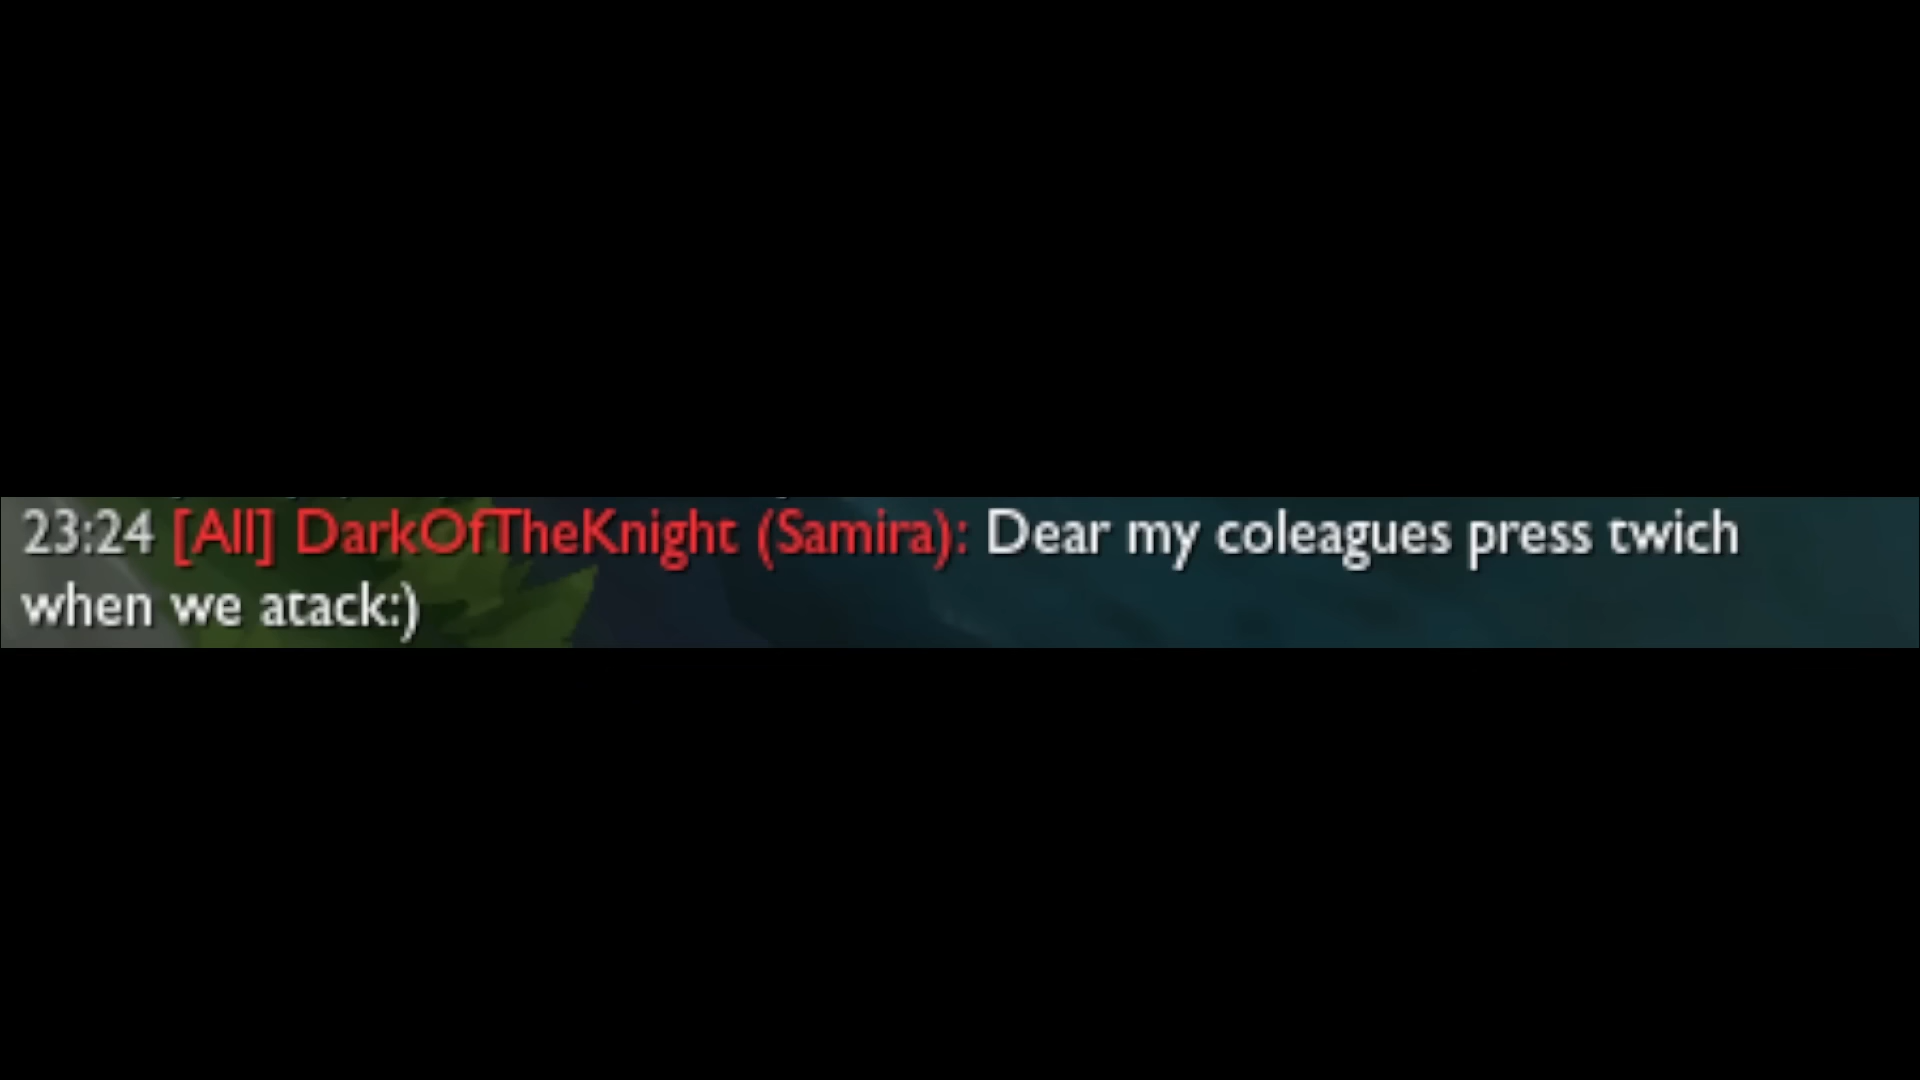 23:24 [All] DarkOfTheKnight (Samira): Dear my coleagues press twich
when we atack:)